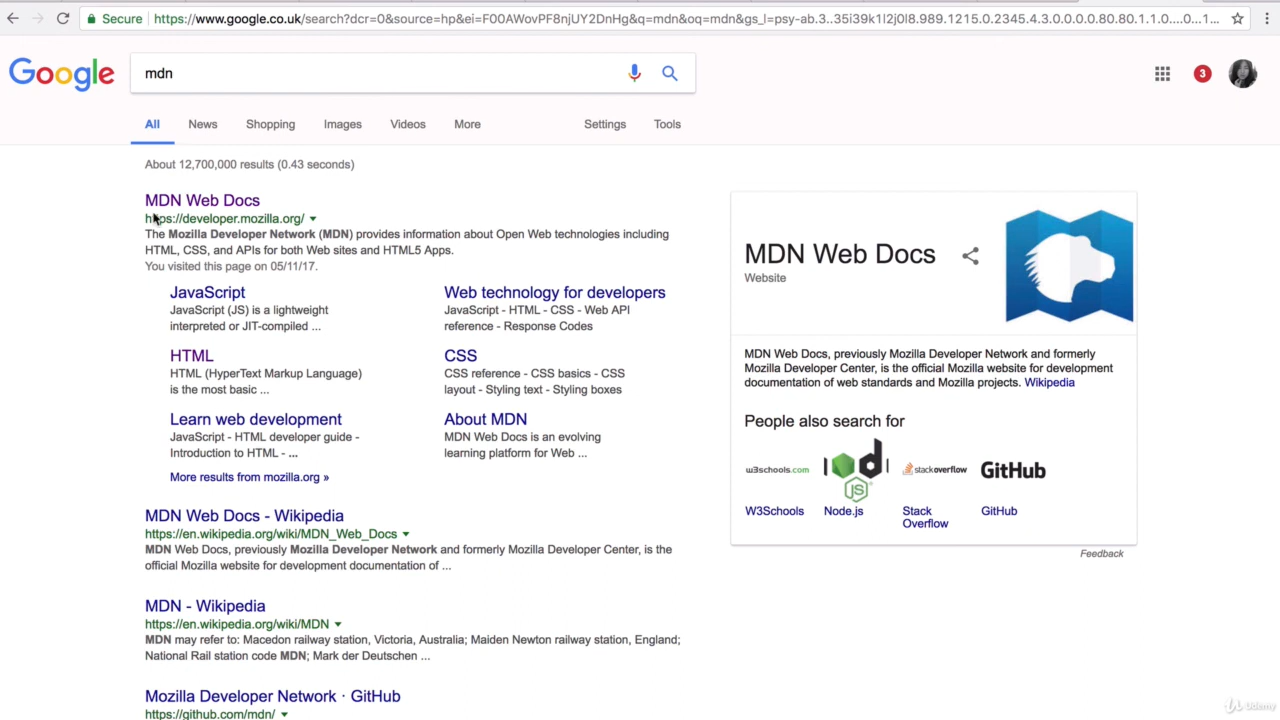 Secure https://www.google.co.uk/search?dcr=0&source=hp&ei=F00AWovPF8njUY2DnHg&q=mdn&oq=mdn&gs_l=psy-ab.3..35i39k1l2j0l8.989.1215.0.2345.4.3.0.0.0.0.80.80.1.1.0....0...1...
Google mdn
3
All News Shopping Images Videos More Settings Tools
About 12,700,000 results (0.43 seconds)
MDN Web Docs
https://developer.mozilla.org/
The Mozilla Developer Network (MDN) provides information about Open Web technologies including
HTML, CSS, and APIs for both Web sites and HTML5 Apps.
You visited this page on 05/11/17.
JavaScript
JavaScript (JS) is a lightweight
interpreted or JIT-compiled ...
Web technology for developers
JavaScript - HTML - CSS - Web API
reference - Response Codes
HTML
HTML (HyperText Markup Language)
is the most basic ...
CSS
CSS reference - CSS basics - CSS
layout - Styling text - Styling boxes
Learn web development
JavaScript - HTML developer guide -
Introduction to HTML - ...
About MDN
MDN Web Docs is an evolving
learning platform for Web ...
More results from mozilla.org »
MDN Web Docs - Wikipedia
https://en.wikipedia.org/wiki/MDN_Web_Docs
MDN Web Docs, previously Mozilla Developer Network and formerly Mozilla Developer Center, is the
official Mozilla website for development documentation of ...
MDN - Wikipedia
https://en.wikipedia.org/wiki/MDN
MDN may refer to: Macedon railway station, Victoria, Australia; Maiden Newton railway station, England;
National Rail station code MDN; Mark der Deutschen ...
Mozilla Developer Network · GitHub
https://github.com/mdn/
MDN Web Docs
Website
MDN Web Docs, previously Mozilla Developer Network and formerly
Mozilla Developer Center, is the official Mozilla website for development
documentation of web standards and Mozilla projects. Wikipedia
People also search for
w3schools.com
JS
stackoverflow
GitHub
W3Schools
Node.js
Stack
Overflow
GitHub
Feedback
Udemy